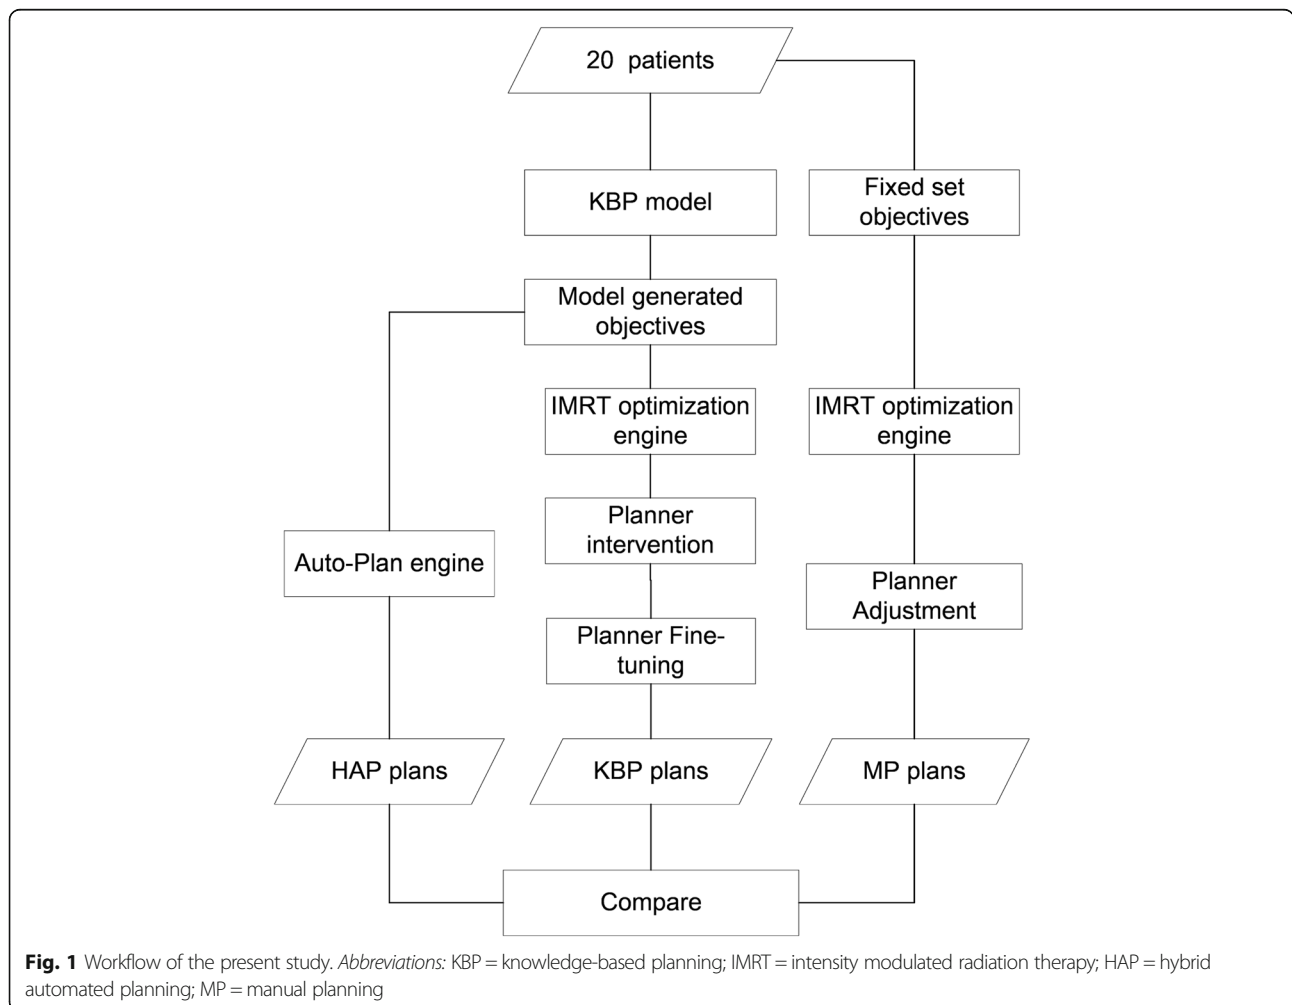 20 patients
KBP model
Fixed set
objectives
Model generated
objectives
IMRT optimization
engine
IMRT optimization
engine
Planner
intervention
Auto-Plan engine
Planner
Adjustment
Planner Fine-
tuning
HAP plans
KBP plans
MP plans
Compare
Fig. 1 Workflow of the present study. Abbreviations: KBP = knowledge-based planning; IMRT = intensity modulated radiation therapy; HAP = hybrid
automated planning; MP = manual planning